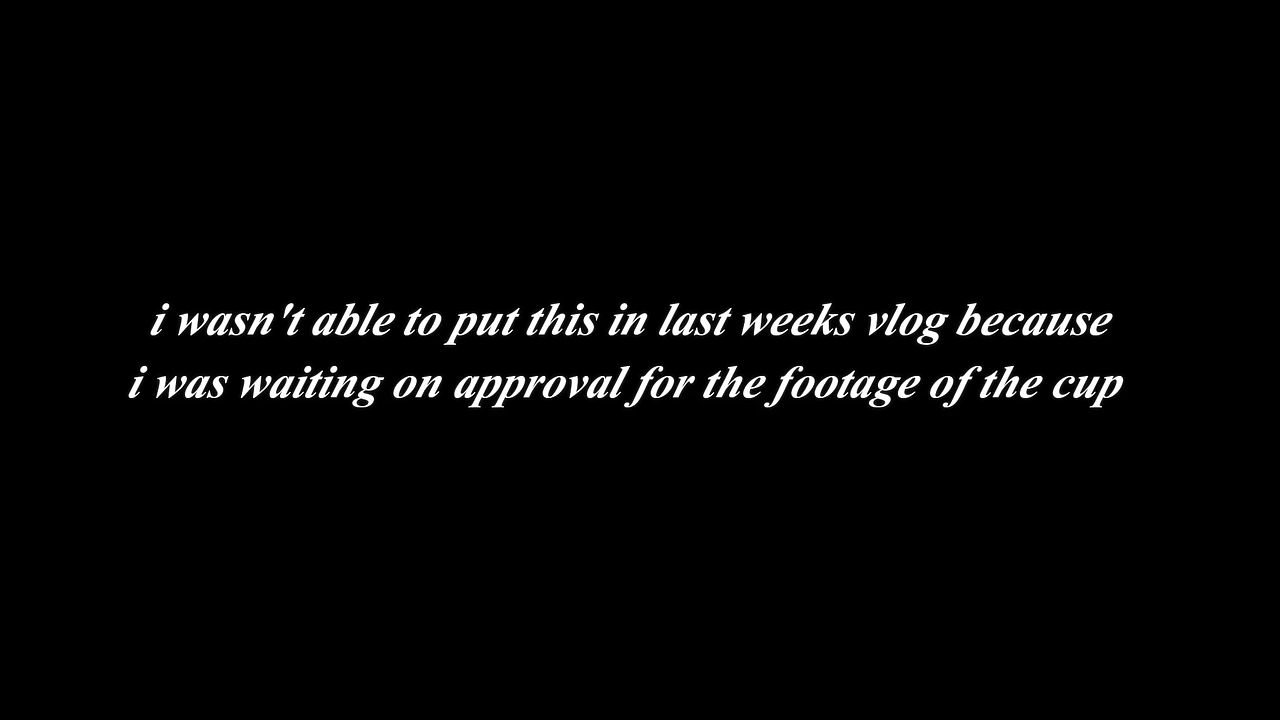 i wasn't able to put this in last weeks vlog because
i was waiting on approval for the footage of the cup